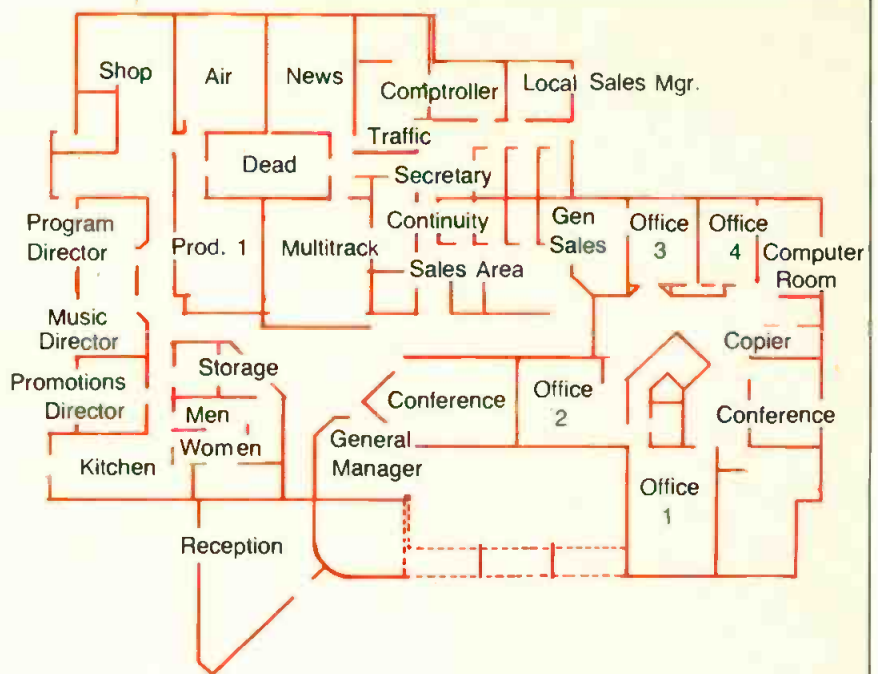 Shop
Air
News
Comptroller
Local Sales Mgr.
Traffic
Dead
Secretary
Program
Director
Prod. 1
Multitrack
Continuity
Sales Area
Gen
Sales
Office
3
Office
4
Computer
Room
Music
Director
Copier
Promotions
Director
Storage
Men
Women
Kitchen
Conference
General
Manager
Office
2
Conference
Office
1
Reception